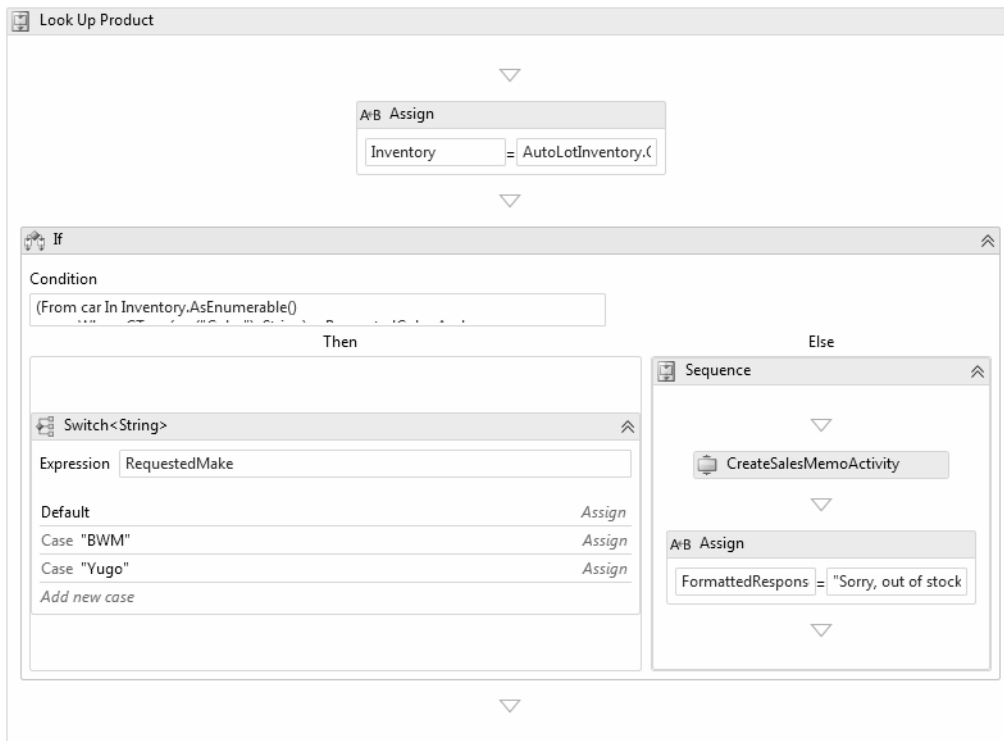 Look Up Product
A+B Assign
Inventory = AutoLotInventory.(
If
Condition
(From car In Inventory.AsEnumerable()
Then
Else
Switch<String>
Expression RequestedMake
Default Assign
Case "BWM" Assign
Case "Yugo" Assign
Add new case
Sequence
CreateSalesMemoActivity
A+B Assign
FormattedRespons = "Sorry, out of stock